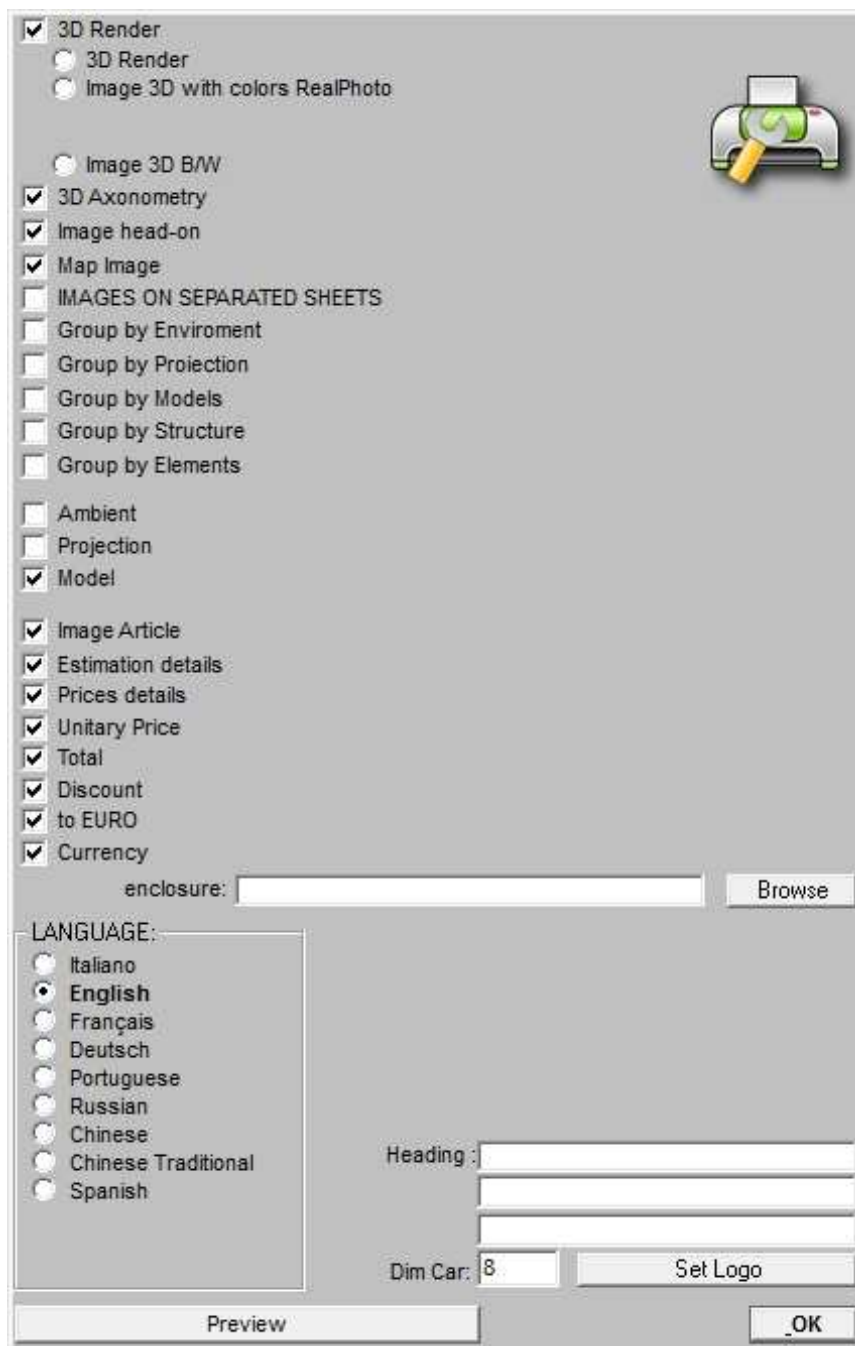 3D Render
3D Render
Image 3D with colors RealPhoto
Image 3D B/W
3D Axonometry
Image head-on
Map Image
IMAGES ON SEPARATED SHEETS
Group by Enviroment
Group by Proiection
Group by Models
Group by Structure
Group by Elements
Ambient
Projection
Model
Image Article
Estimation details
Prices details
Unitary Price
Total
Discount
to EURO
Currency
enclosure: Browse
LANGUAGE:
Italiano
English
Français
Deutsch
Portuguese
Russian
Chinese
Chinese Traditional
Spanish
Heading :
Dim Car: 8 Set Logo
Preview OK